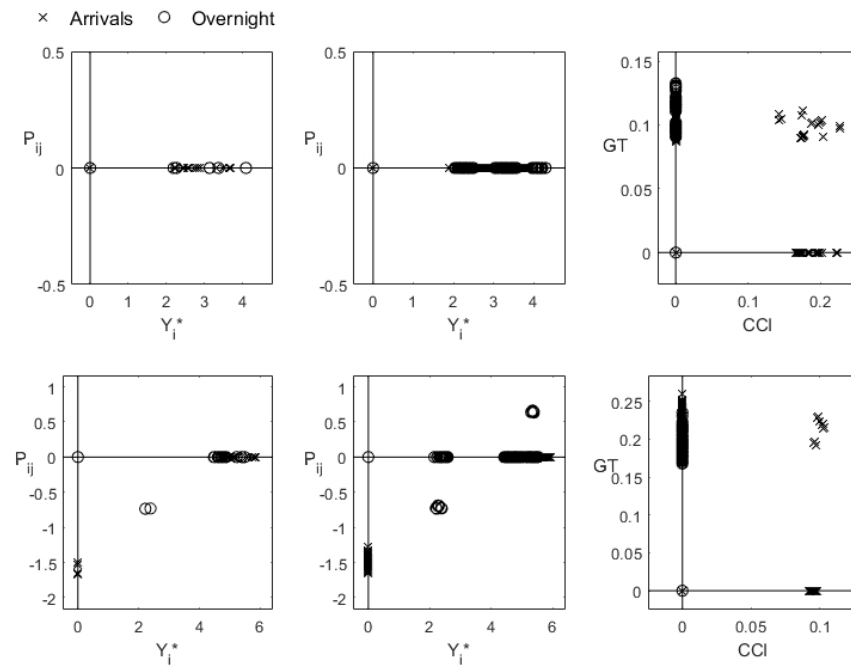 × Arrivals ○ Overnight
0.5
P_ij
0
-0.5
0 1 2 3 4
Y_i*
0.5
P_ij
0
-0.5
0 1 2 3 4
Y_i*
0.15
0.1
GT
0.05
0
0 0.1 0.2
CCI
1
0.5
P_ij 0
-0.5
-1
-1.5
-2
0 2 4 6
Y_i*
1
0.5
P_ij 0
-0.5
-1
-1.5
-2
0 2 4 6
Y_i*
0.25
GT 0.2
0.15
0.1
0.05
0
0 0.05 0.1
CCI